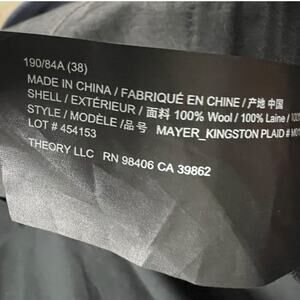 190/84A (38)
MADE IN CHINA / FABRIQUÉ EN CHINE / 产地 中国
SHELL / EXTÉRIEUR / 面料 100% Wool / 100% Laine /
STYLE / MODÈLE /品号 MAYER_KINGSTON PLAID #
LOT # 454153
THEORY LLC RN 98406 CA 39862